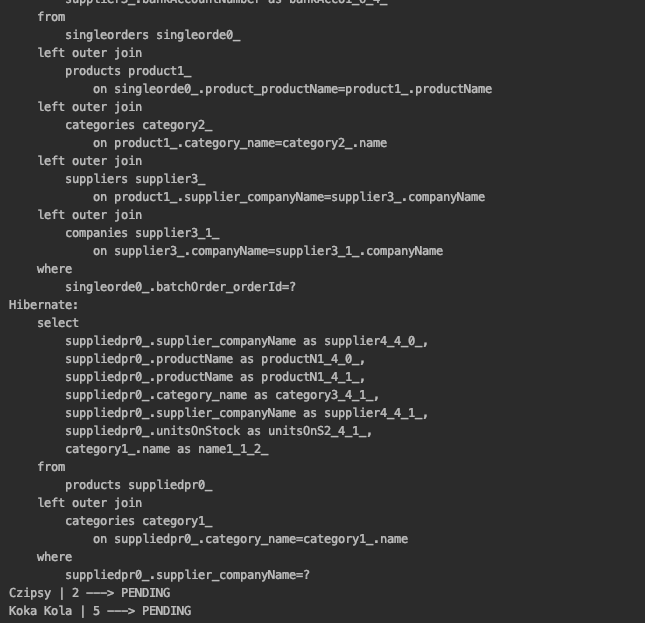 supplier3_.bankAccountNumber as bankAcco1_6_4_
from
singleorders singleorde0_
left outer join
products product1_
on singleorde0_.product_productName=product1_.productName
left outer join
categories category2_
on product1_.category_name=category2_.name
left outer join
suppliers supplier3_
on product1_.supplier_companyName=supplier3_.companyName
left outer join
companies supplier3_1_
on supplier3_.companyName=supplier3_1_.companyName
where
singleorde0_.batchOrder_orderId=?
Hibernate:
select
suppliedpr0_.supplier_companyName as supplier4_4_0_,
suppliedpr0_.productName as productN1_4_0_,
suppliedpr0_.productName as productN1_4_1_,
suppliedpr0_.category_name as category3_4_1_,
suppliedpr0_.supplier_companyName as supplier4_4_1_,
suppliedpr0_.unitsOnStock as unitsOnS2_4_1_,
category1_.name as name1_1_2_
from
products suppliedpr0_
left outer join
categories category1_
on suppliedpr0_.category_name=category1_.name
where
suppliedpr0_.supplier_companyName=?
Czipsy | 2 ---> PENDING
Koka Kola | 5 ---> PENDING